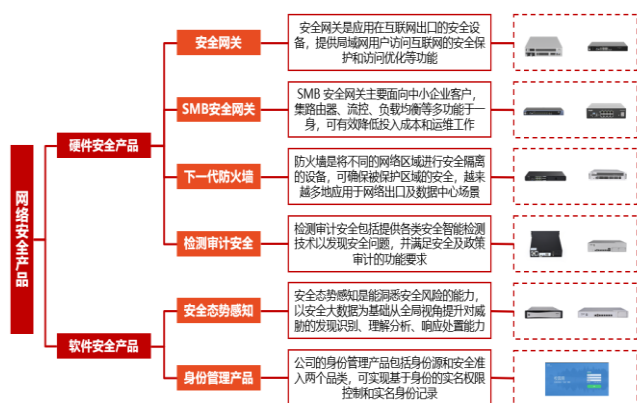 网络安全产品
硬件安全产品
安全网关
安全网关是应用在互联网出口的安全设
备，提供局域网用户访问互联网的安全保
护和访问优化等功能
SMB安全网关
SMB 安全网关主要面向中小企业客户，
集路由器、流控、负载均衡等多功能于一
身，可有效降低投入成本和运维工作
下一代防火墙
防火墙是将不同的网络区域进行安全隔离
的设备，可确保被保护区域的安全，越来
越多地应用于网络出口及数据中心场景
检测审计安全
检测审计安全包括提供各类安全智能检测
技术以发现安全问题，并满足安全及政策
审计的功能要求
软件安全产品
安全态势感知
安全态势感知是能洞悉安全风险的能力，
以安全大数据为基础从全局视角提升对威
胁的发现识别、理解分析、响应处置能力
身份管理产品
公司的身份管理产品包括身份源和安全准
入两个品类，可实现基于身份的实名权限
控制和实名身份记录